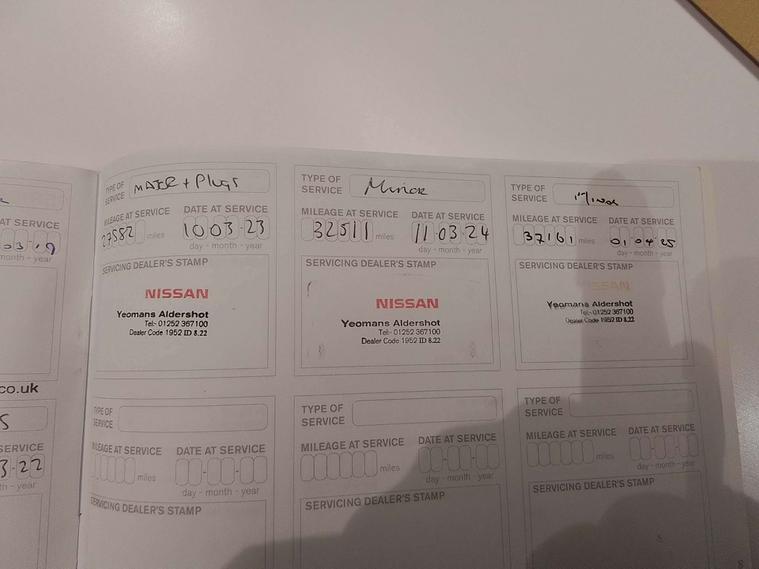 TYPE OF SERVICE MAJOR + PLUGS
MILEAGE AT SERVICE DATE AT SERVICE
27582 miles 10 03 23
day - month - year
SERVICING DEALER'S STAMP
NISSAN
Yeomans Aldershot
Tel:- 01252 367100
Dealer Code 1952 ID 8.22
TYPE OF SERVICE Minor
MILEAGE AT SERVICE DATE AT SERVICE
32511 miles 11 03 24
day - month - year
SERVICING DEALER'S STAMP
NISSAN
Yeomans Aldershot
Tel:- 01252 367100
Dealer Code 1952 ID 8.22
TYPE OF SERVICE Minor
MILEAGE AT SERVICE DATE AT SERVICE
37161 miles 01 04 25
day - month - year
SERVICING DEALER'S STAMP
NISSAN
Yeomans Aldershot
Tel:- 01252 367100
Dealer Code 1952 ID 8.22
AT SERVICE
03 19
month - year
co.uk
SERVICE
3 22
th - year
TYPE OF SERVICE
MILEAGE AT SERVICE DATE AT SERVICE
miles
day - month - year
SERVICING DEALER'S STAMP
TYPE OF SERVICE
MILEAGE AT SERVICE DATE AT SERVICE
miles
day - month - year
SERVICING DEALER'S STAMP
TYPE OF SERVICE
MILEAGE AT SERVICE DATE AT SERVICE
miles
day - month - year
SERVICING DEALER'S STAMP